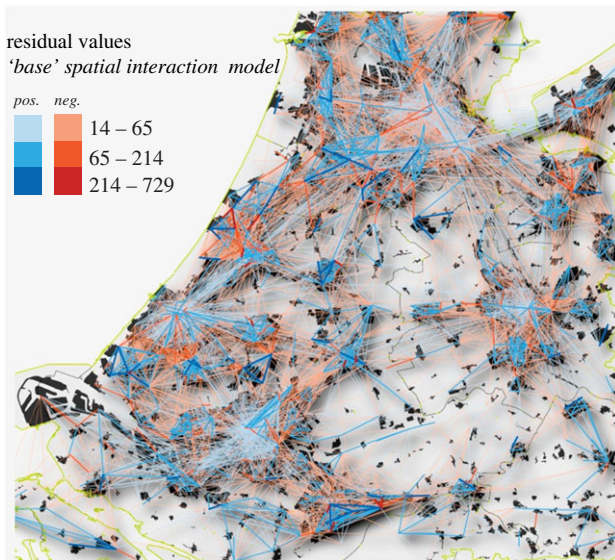 residual values
‘base’ spatial interaction model
pos. neg.
14 – 65
65 – 214
214 – 729